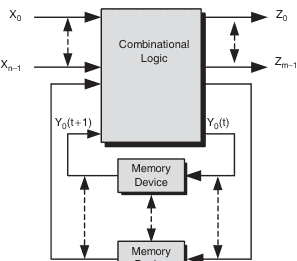 X0 Z0
Combinational
Logic
Xn−1 Zm−1
Y0(t+1) Y0(t)
Memory
Device
Memory